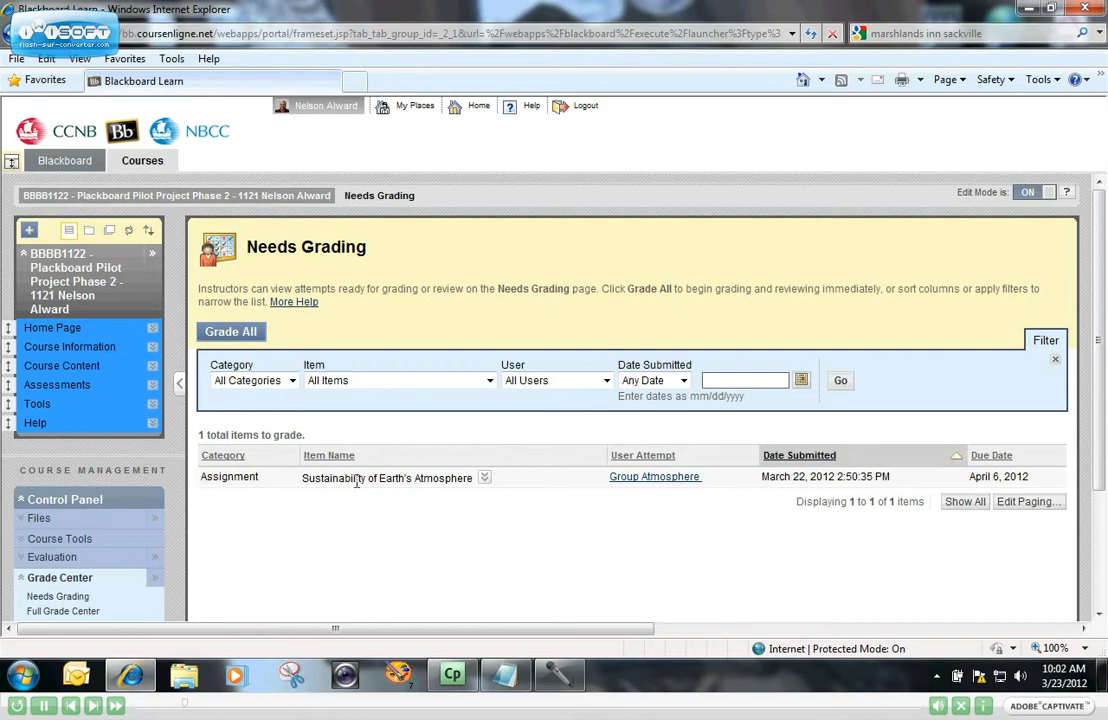 Blackboard Learn - Windows Internet Explorer
iWISOFT
flash-swf-converter.com
bb.coursenligne.net/webapps/portal/frameset.jsp?tab_tab_group_id=_2_1&url=%2Fwebapps%2Fblackboard%2Fexecute%2Flauncher%3Ftype%3
marshlands inn sackville
File Edit View Favorites Tools Help
Favorites Blackboard Learn Page Safety Tools
Nelson Alward My Places Home Help Logout
CCNB Bb NBCC
Blackboard Courses
BBBB1122 - Plackboard Pilot Project Phase 2 - 1121 Nelson Alward Needs Grading Edit Mode is: ON ?
BBBB1122 -
Plackboard Pilot
Project Phase 2 -
1121 Nelson
Alward
Home Page
Course Information
Course Content
Assessments
Tools
Help
COURSE MANAGEMENT
Control Panel
Files
Course Tools
Evaluation
Grade Center
Needs Grading
Full Grade Center
Needs Grading
Instructors can view attempts ready for grading or review on the Needs Grading page. Click Grade All to begin grading and reviewing immediately, or sort columns or apply filters to
narrow the list. More Help
Grade All
Filter
Category Item User Date Submitted
All Categories All Items All Users Any Date Go
Enter dates as mm/dd/yyyy
1 total items to grade.
Category Item Name User Attempt Date Submitted Due Date
Assignment Sustainability of Earth's Atmosphere Group Atmosphere March 22, 2012 2:50:35 PM April 6, 2012
Displaying 1 to 1 of 1 items Show All Edit Paging...
Internet | Protected Mode: On 100%
Cp
10:02 AM
3/23/2012
ADOBE® CAPTIVATE™